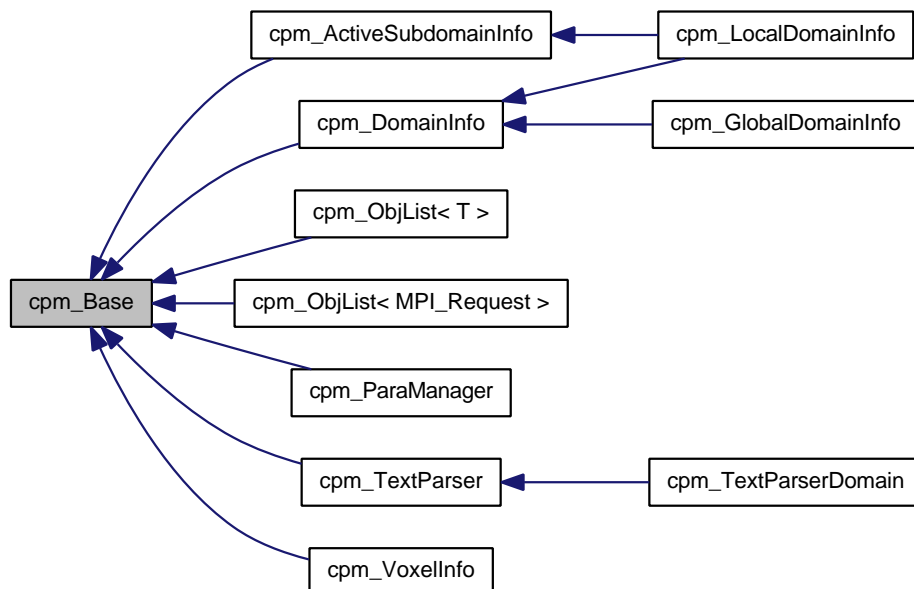 cpm_ActiveSubdomainInfo
cpm_LocalDomainInfo
cpm_DomainInfo
cpm_GlobalDomainInfo
cpm_ObjList< T >
cpm_Base
cpm_ObjList< MPI_Request >
cpm_ParaManager
cpm_TextParser
cpm_TextParserDomain
cpm_VoxelInfo